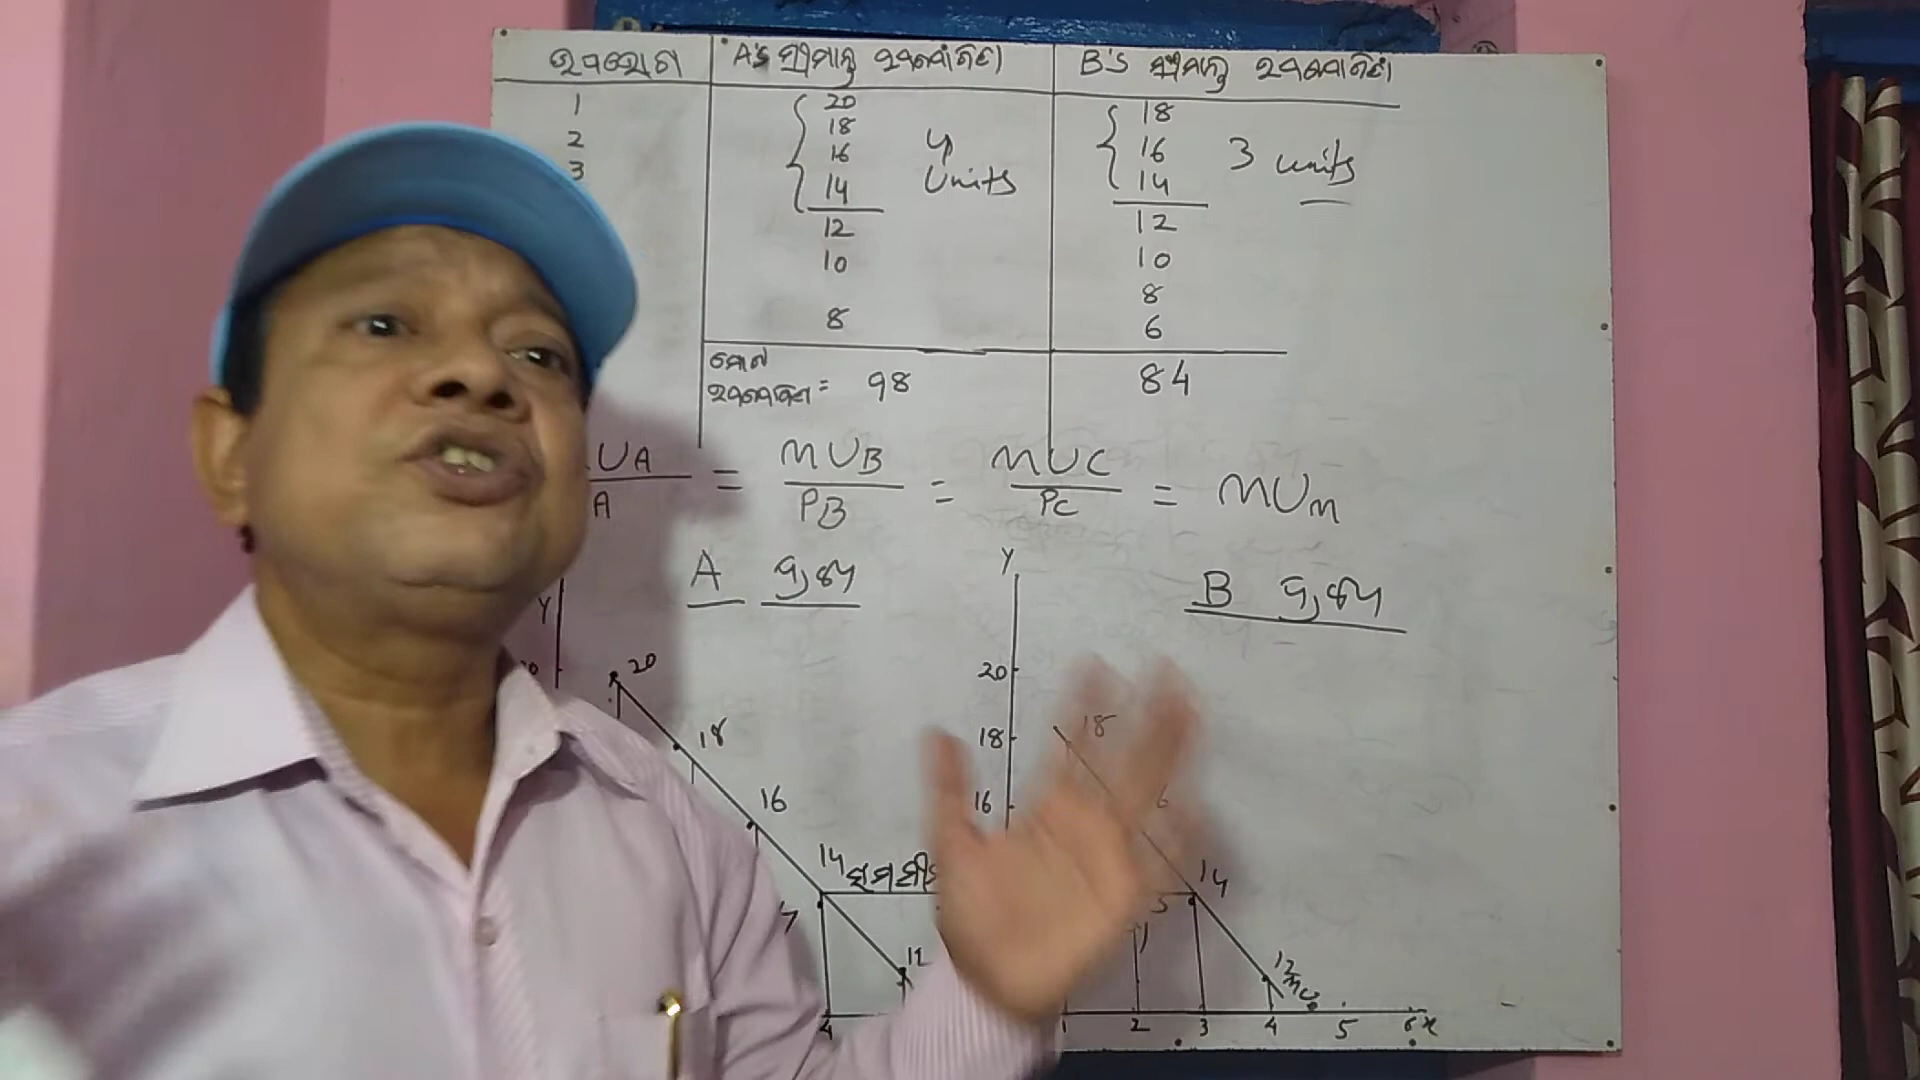 ଉପଭୋଗ A's ସୀମାନ୍ତ ଉପଯୋଗିତା B's ସୀମାନ୍ତ ଉପଯୋଗିତା
1 20 18
2 18 16
3 16 14
14 12
12 10
10 8
8 6
4 Units
3 units
ମୋଟ
ଉପଯୋଗିତା = 98 84
UA/A = MUB/PB = MUC/PC = MUm
A ଦ୍ରବ୍ୟ
B ଦ୍ରବ୍ୟ
Y
20
18
16
14
12
4
Y
20
18
16
18
14
12
1 2 3 4 5 6 x